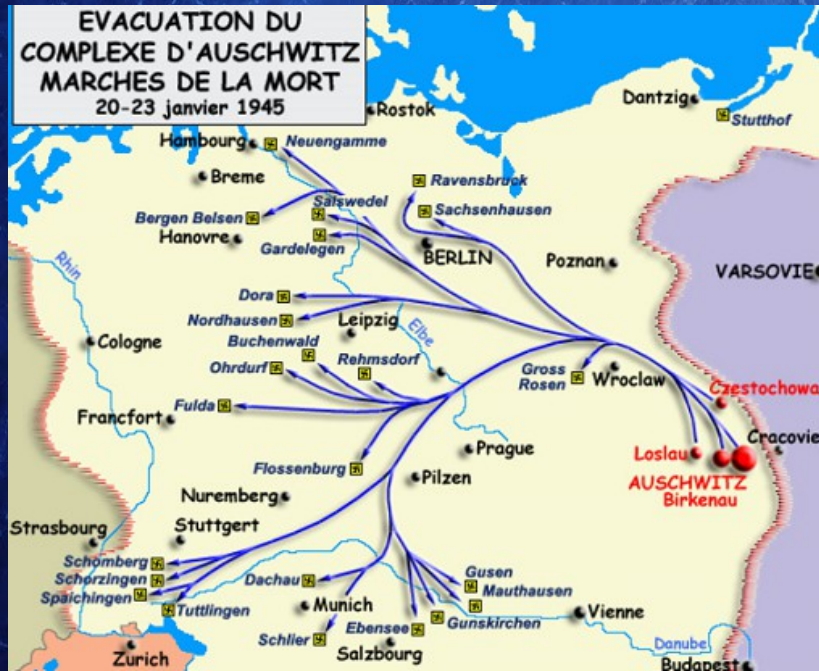 EVACUATION DU
COMPLEXE D'AUSCHWITZ
MARCHES DE LA MORT
20-23 janvier 1945
Rostok
Dantzig
Stutthof
Hambourg
Neuengamme
Breme
Ravensbruck
Salswedel
Sachsenhausen
Bergen Belsen
Hanovre
Gardelegen
BERLIN
Poznan
VARSOVIE
Rhin
Dora
Nordhausen
Leipzig
Elbe
Cologne
Buchenwald
Ohrdurf
Rehmsdorf
Gross
Rosen
Wroclaw
Czestochowa
Francfort
Fulda
Cracovie
Prague
Loslau
Flossenburg
Pilzen
AUSCHWITZ
Birkenau
Nuremberg
Strasbourg
Stuttgert
Schomberg
Schorzingen
Spaichingen
Tuttlingen
Dachau
Gusen
Mauthausen
Munich
Gunskirchen
Vienne
Schlier
Ebensee
Salzbourg
Danube
Zurich
Budapest